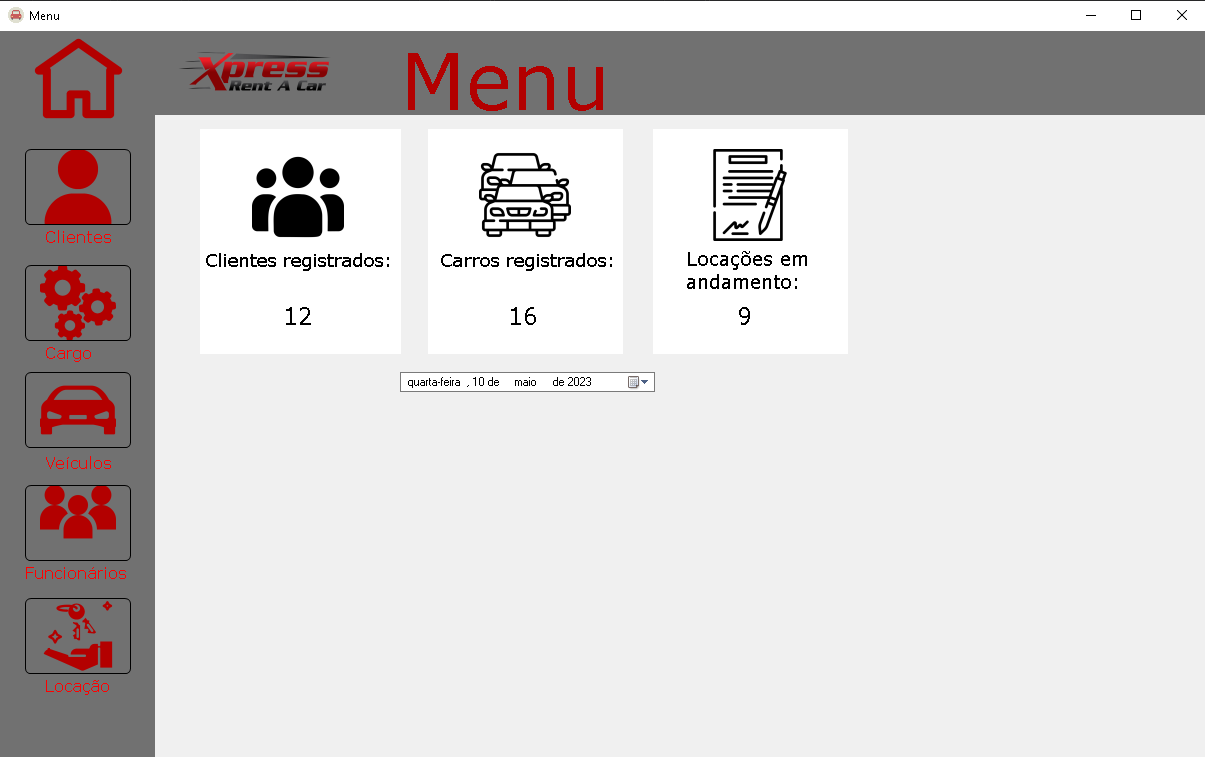 Menu
Xpress
Rent A Car
Menu
Clientes
Cargo
Veiculos
Funcionários
Locação
Clientes registrados:
12
Carros registrados:
16
Locações em
andamento:
9
quarta-feira , 10 de maio de 2023